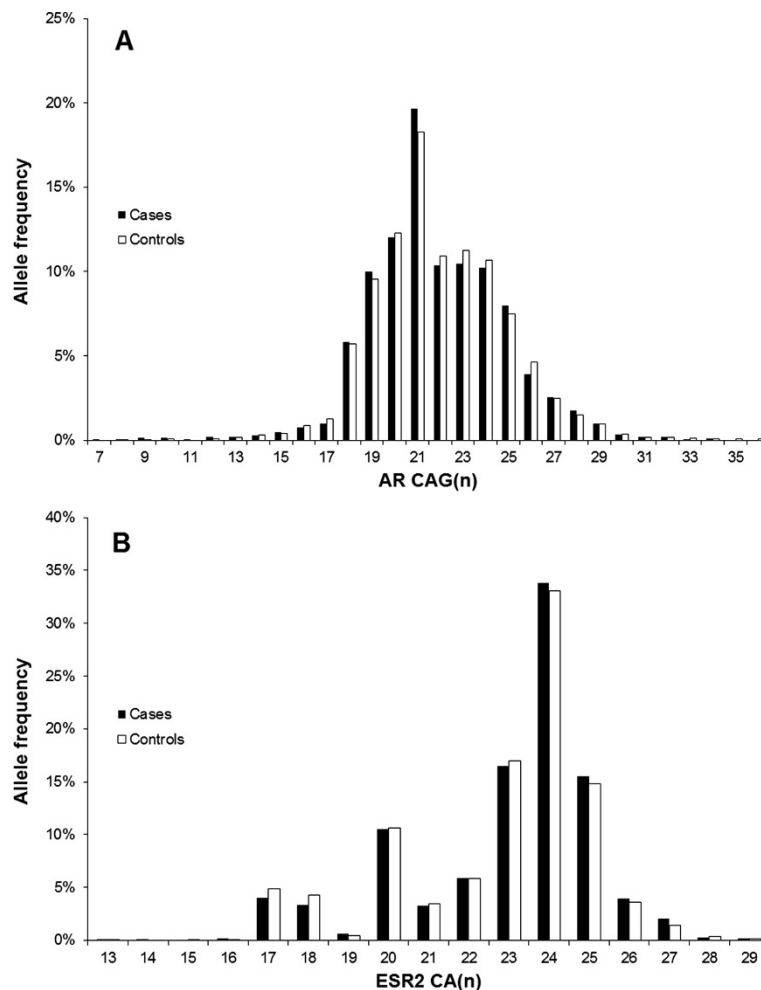 25%
A
20%
15%
Allele frequency
Cases
Controls
10%
5%
0%
7 9 11 13 15 17 19 21 23 25 27 29 31 33 35
AR CAG(n)
40%
B
35%
30%
25%
Allele frequency
Cases
Controls
20%
15%
10%
5%
0%
13 14 15 16 17 18 19 20 21 22 23 24 25 26 27 28 29
ESR2 CA(n)